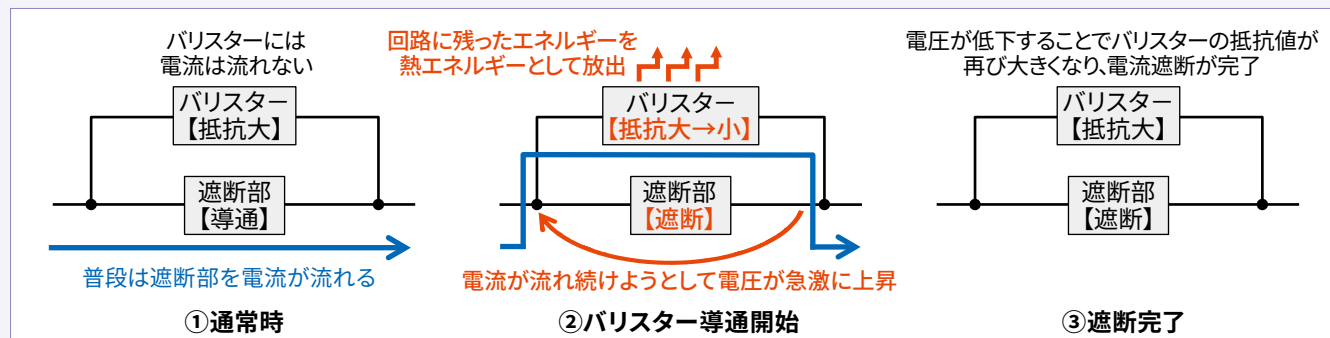 バリスターには
電流は流れない
バリスター
【抵抗大】
遮断部
【導通】
普段は遮断部を電流が流れる
①通常時
回路に残ったエネルギーを
熱エネルギーとして放出
バリスター
【抵抗大→小】
遮断部
【遮断】
電流が流れ続けようとして電圧が急激に上昇
②バリスター導通開始
電圧が低下することでバリスターの抵抗値が
再び大きくなり、電流遮断が完了
バリスター
【抵抗大】
遮断部
【遮断】
③遮断完了